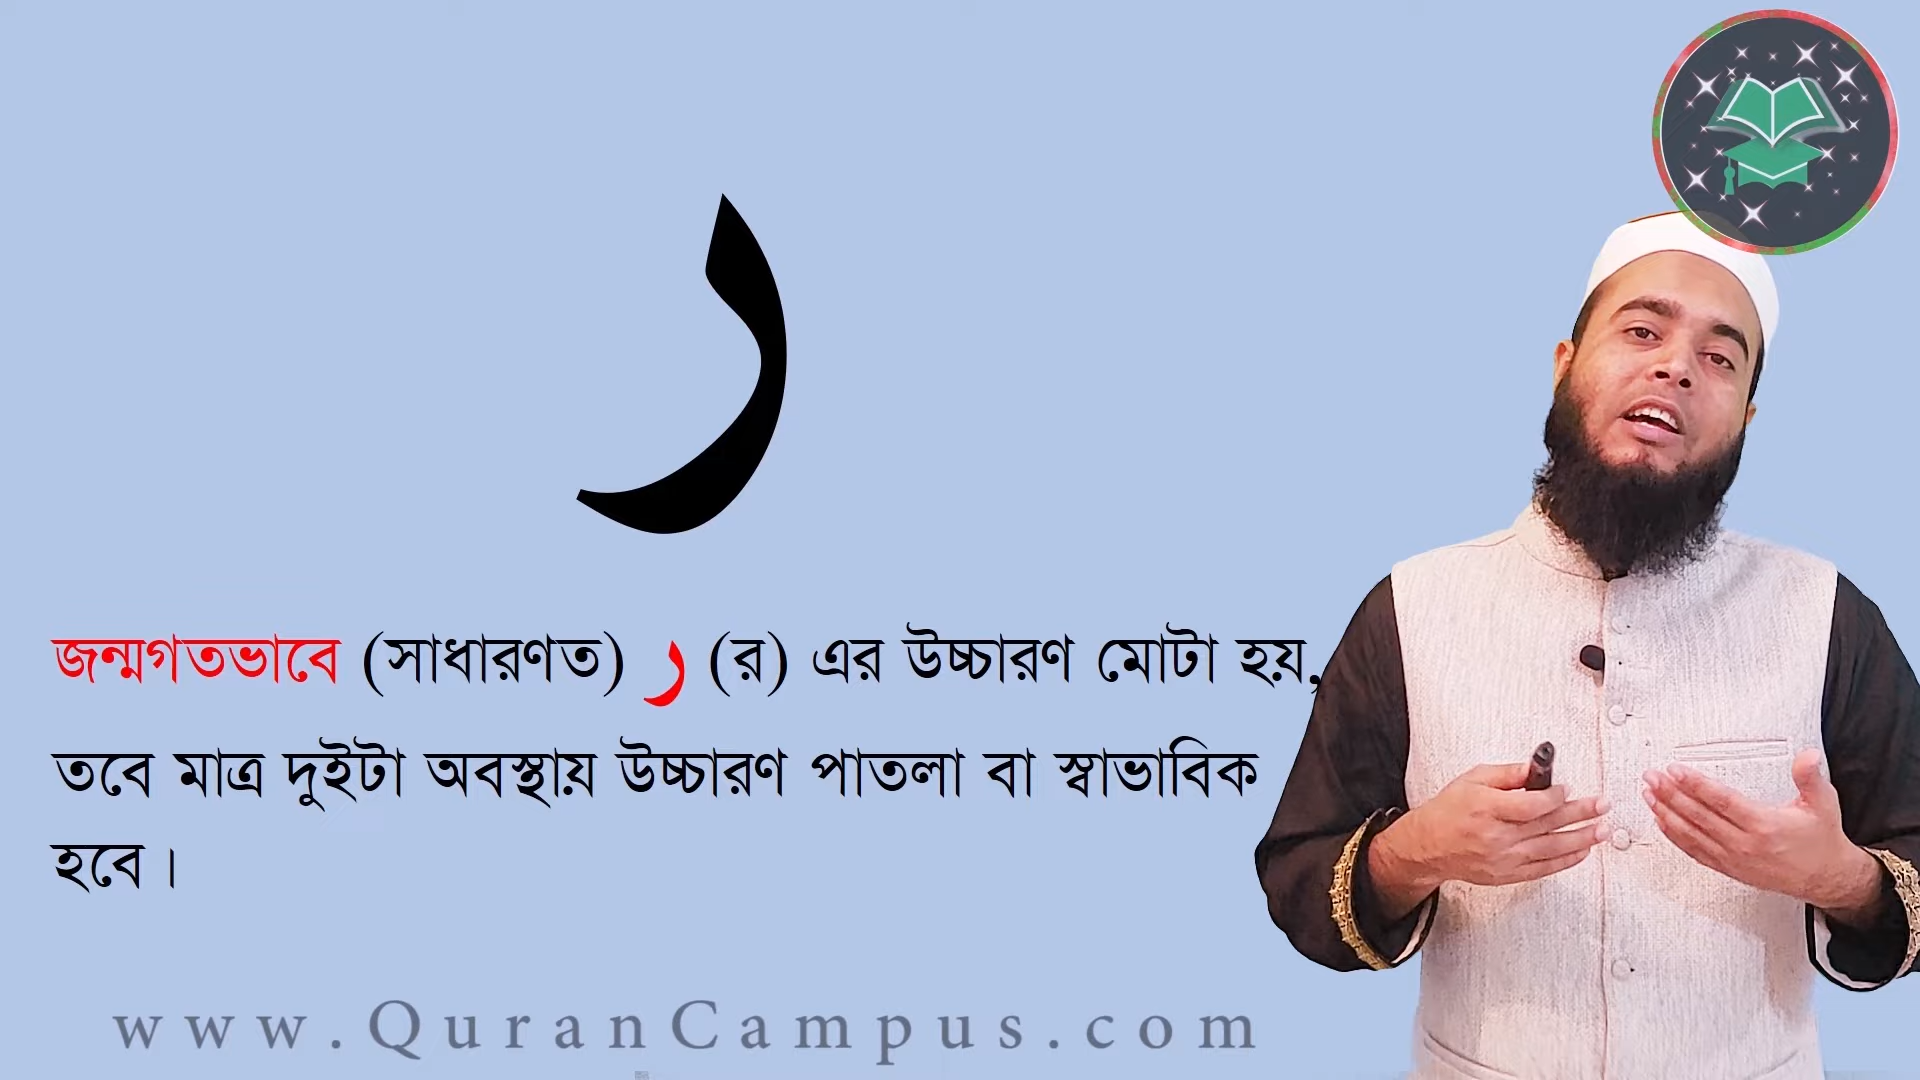 ر
জন্মগতভাবে (সাধারণত) ر (র) এর উচ্চারণ মোটা হয়,
তবে মাত্র দুইটা অবস্থায় উচ্চারণ পাতলা বা স্বাভাবিক
হবে।
www.QuranCampus.com